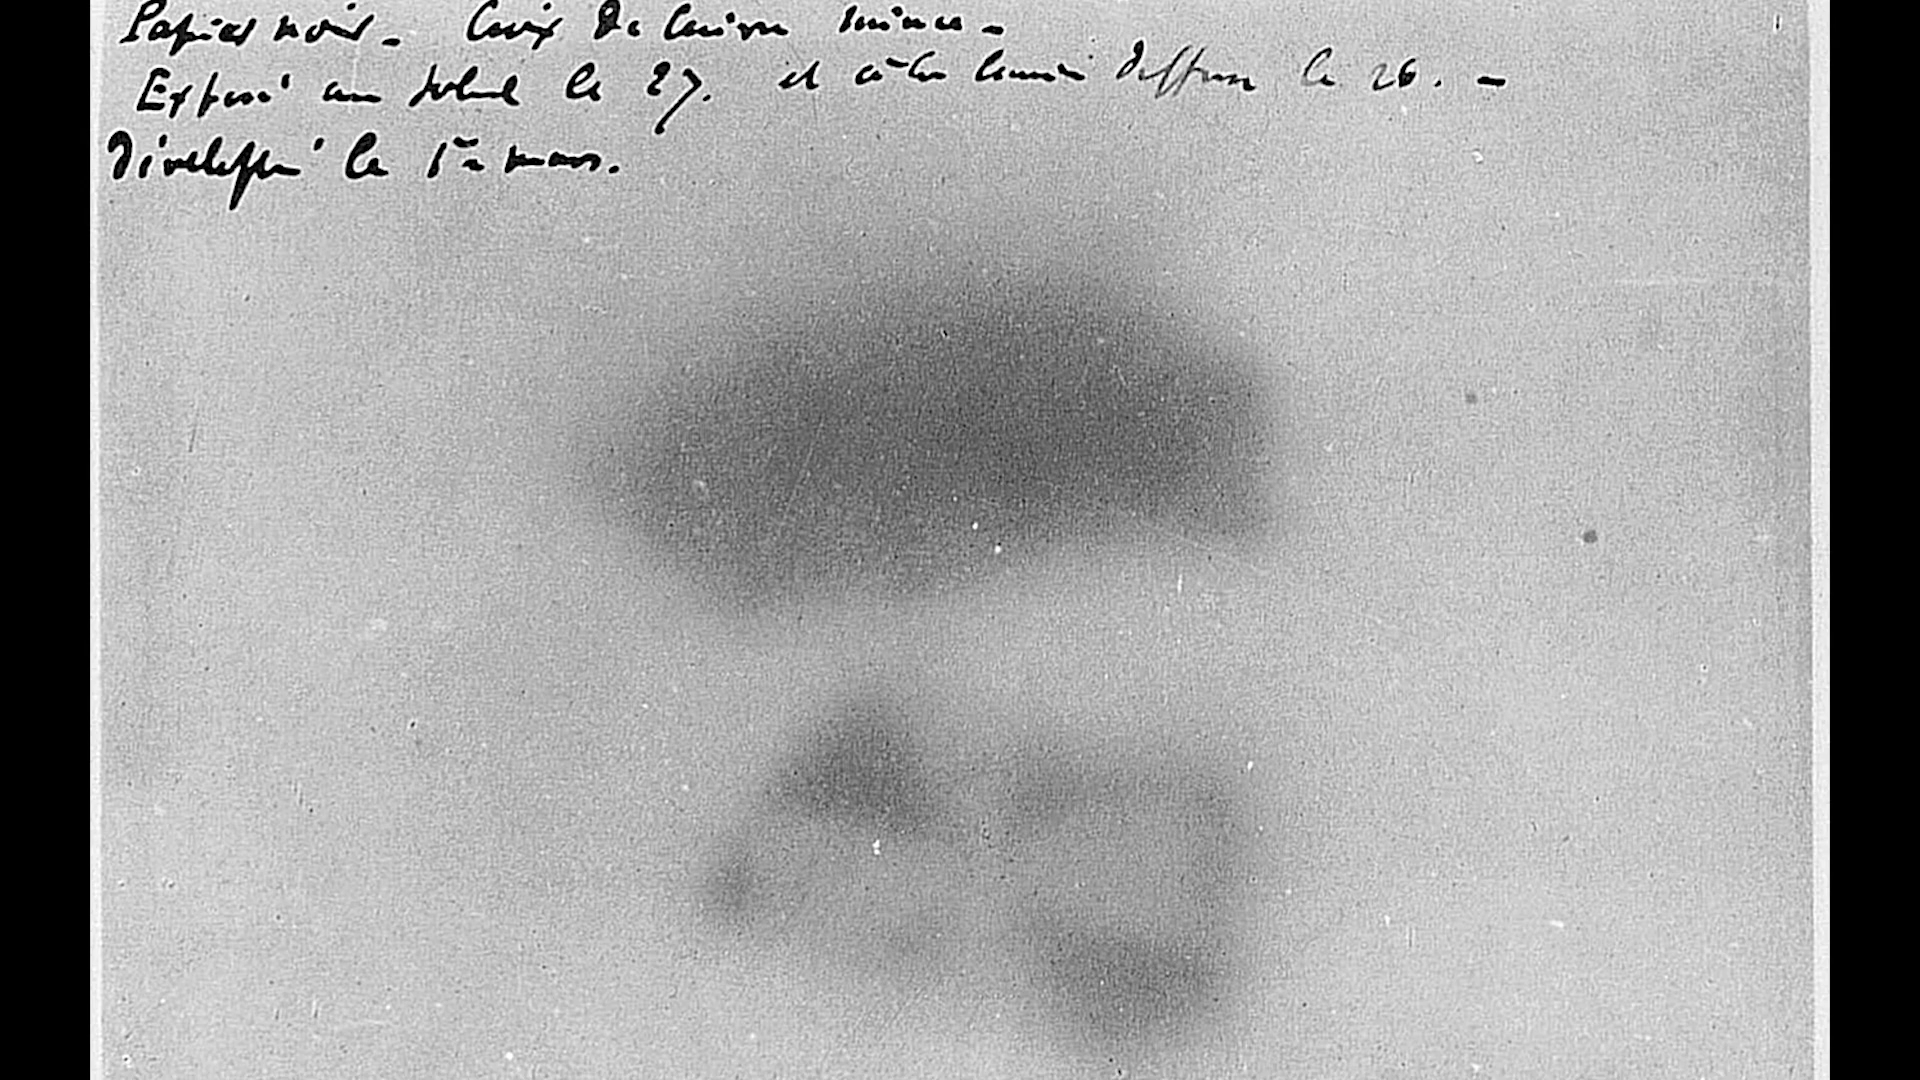 Papier noir. Croix de Cuivre mince -
Exposé au soleil le 27. et à la lumière diffuse le 26. -
Développé le 1er mars.